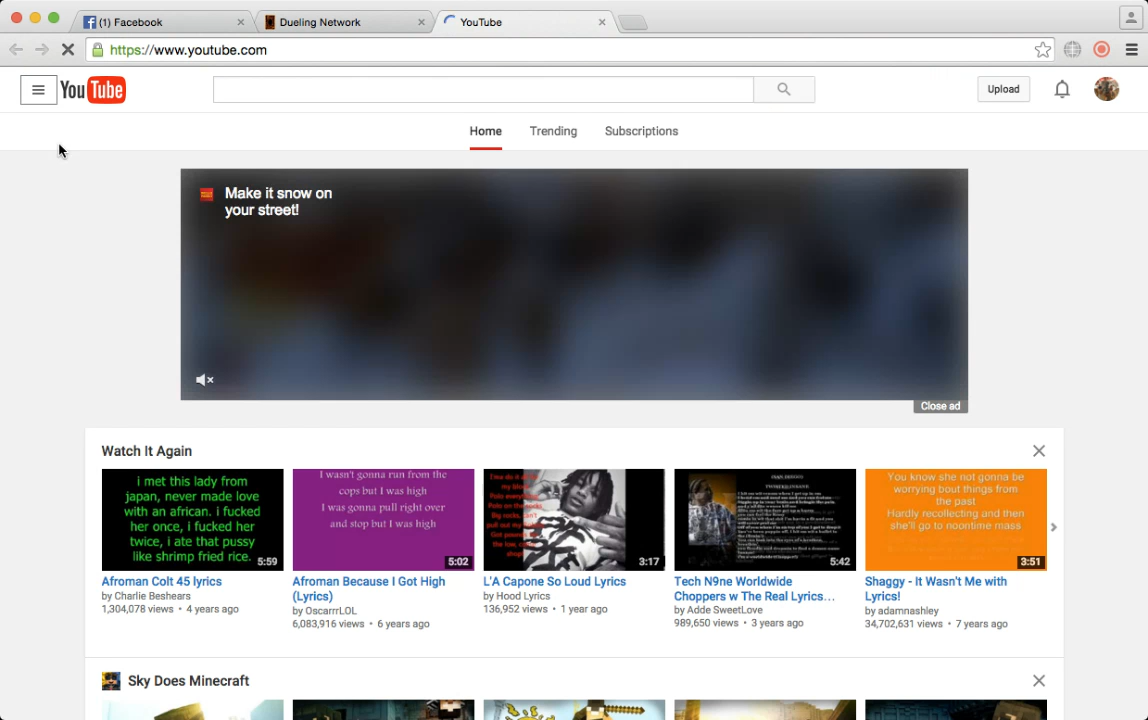 (1) Facebook
Dueling Network
YouTube
https://www.youtube.com
YouTube
Upload
Home
Trending
Subscriptions
Make it snow on
your street!
Close ad
Watch It Again
i met this lady from
japan, never made love
with an african. i fucked
her once, i fucked her
twice, i ate that pussy
like shrimp fried rice.
5:59
I wasn't gonna run from the
cops but I was high
I was gonna pull right over
and stop but I was high
5:02
3:17
5:42
You know she not gonna be
worrying bout things from
the past
Hardly recollecting and then
she'll go to noontime mass
3:51
Afroman Colt 45 lyrics
by Charlie Beshears
1,304,078 views • 4 years ago
Afroman Because I Got High
(Lyrics)
by OscarrrLOL
6,083,916 views • 6 years ago
L'A Capone So Loud Lyrics
by Hood Lyrics
136,952 views • 1 year ago
Tech N9ne Worldwide
Choppers w The Real Lyrics...
by Adde SweetLove
989,650 views • 3 years ago
Shaggy - It Wasn't Me with
Lyrics!
by adamnashley
34,702,631 views • 7 years ago
Sky Does Minecraft